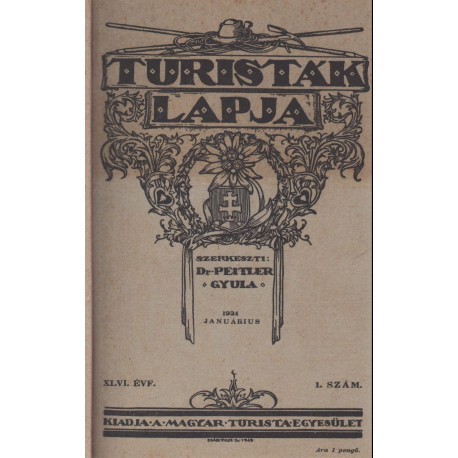 TURISTÁK
LAPJA
SZERKESZTI:
Dr PEITLER
GYULA
1934
JANUÁRIUS
XLVI. ÉVF.
1. SZÁM.
KIADJA·A·MAGYAR·TURISTA·EGYESÜLET
Ára 1 pengő.